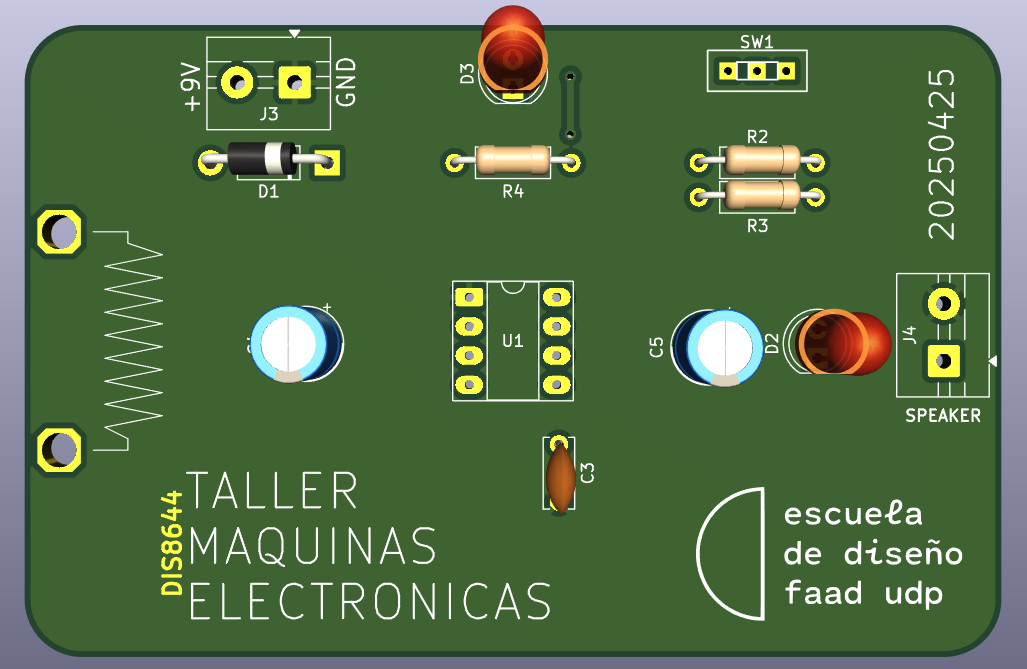 +9V
GND
J3
D1
D3
R4
SW1
R2
R3
20250425
+
U1
C5
D2
J4
SPEAKER
C3
DIS8644
TALLER
MAQUINAS
ELECTRONICAS
escuela
de diseño
faad udp